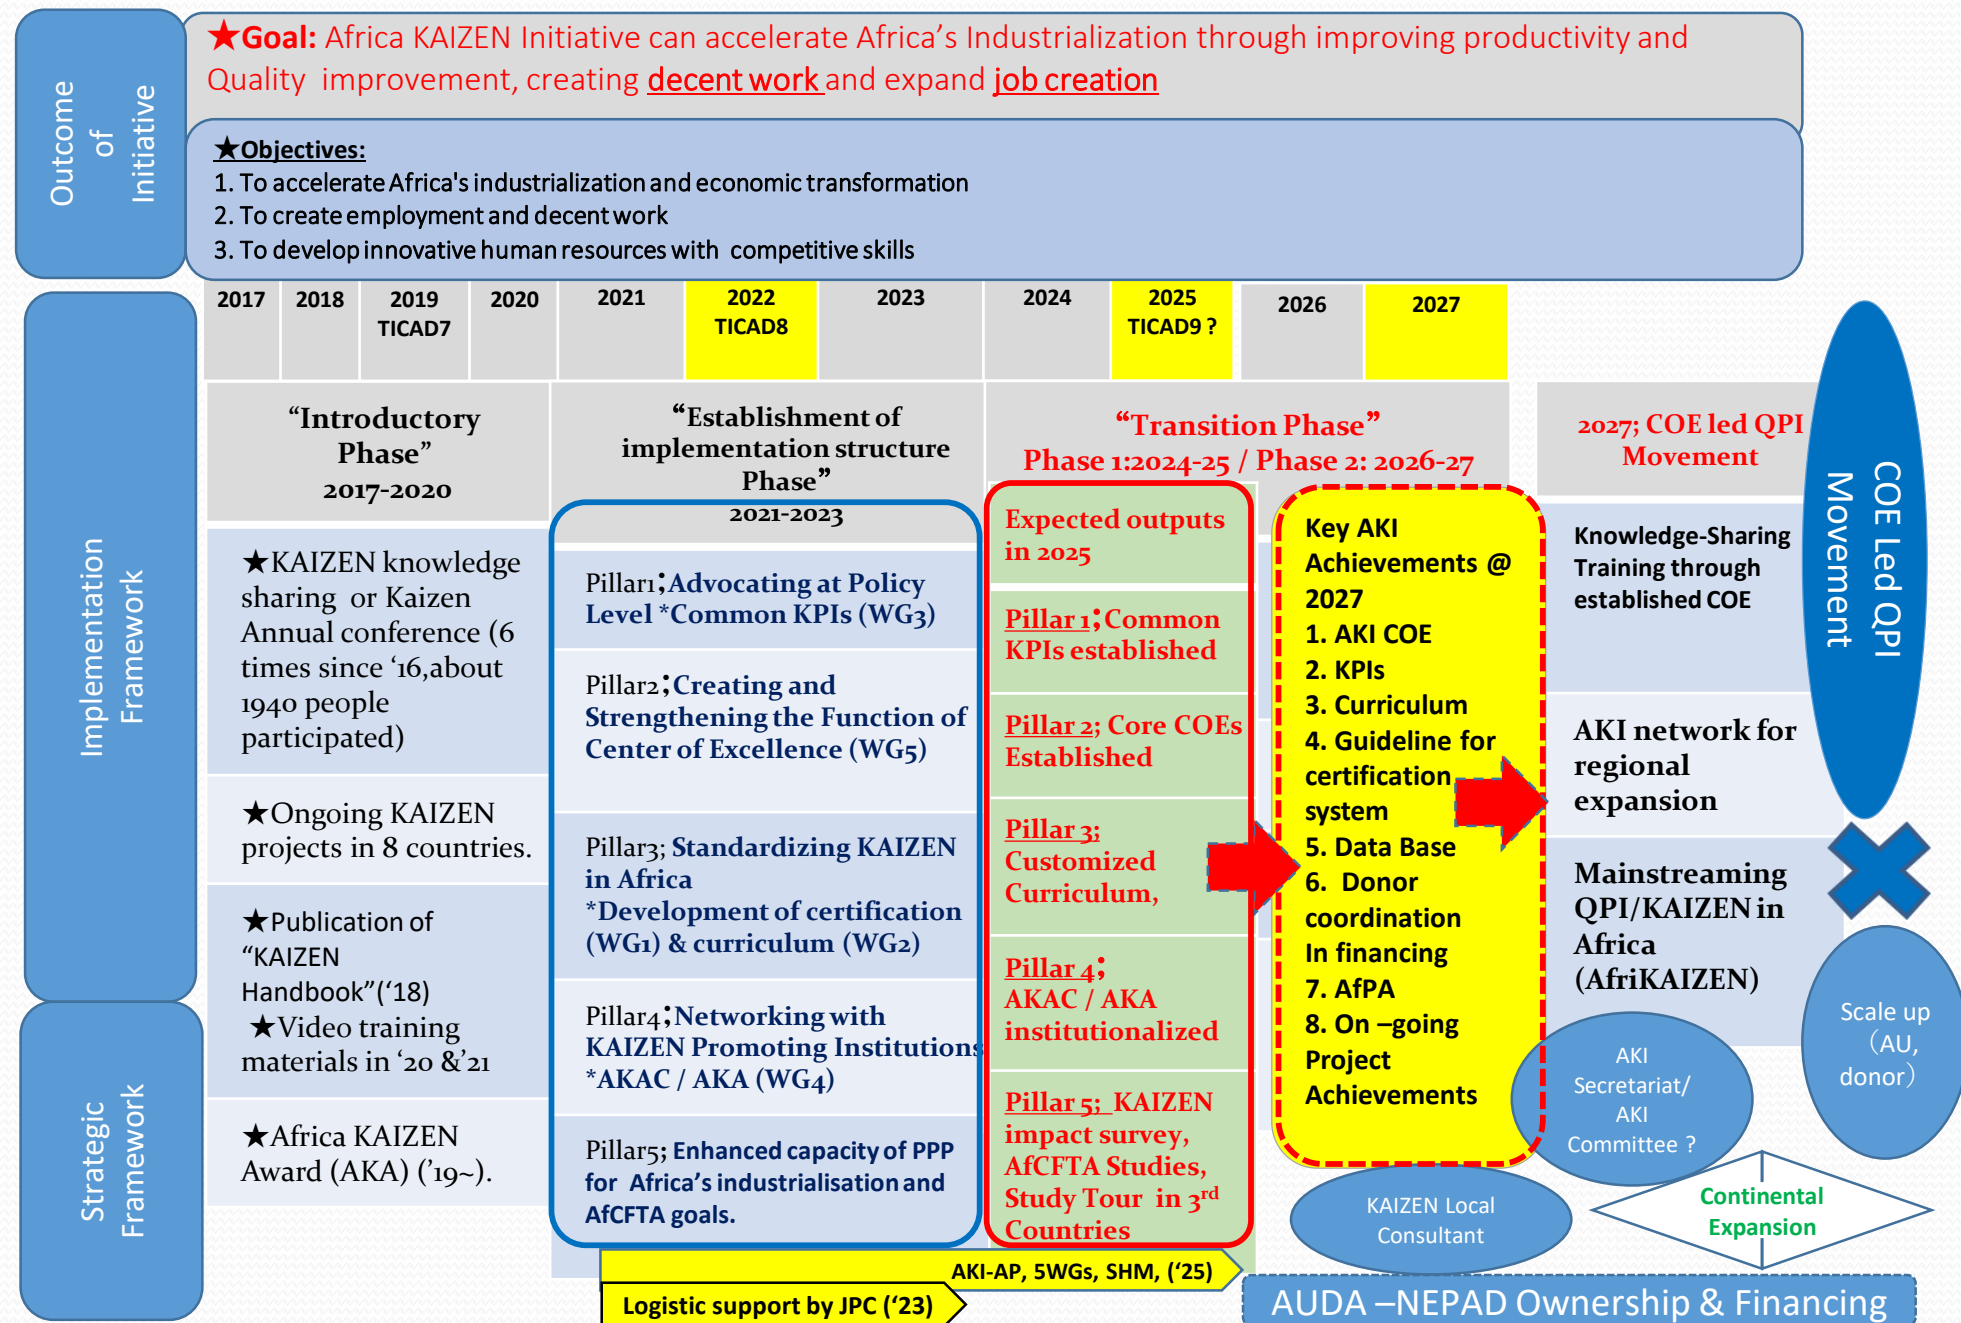 Outcome
of
Initiative
★Goal: Africa KAIZEN Initiative can accelerate Africa’s Industrialization through improving productivity and
Quality improvement, creating decent work and expand job creation
★Objectives:
1. To accelerate Africa's industrialization and economic transformation
2. To create employment and decent work
3. To develop innovative human resources with competitive skills
Implementation
Framework
Strategic
Framework
2017
2018
2019
TICAD7
2020
2021
2022
TICAD8
2023
2024
2025
TICAD9 ?
2026
2027
“Introductory
Phase”
2017-2020
★KAIZEN knowledge
sharing or Kaizen
Annual conference (6
times since ‘16,about
1940 people
participated)
★Ongoing KAIZEN
projects in 8 countries.
★Publication of
“KAIZEN
Handbook”(‘18)
★Video training
materials in ‘20 &’21
★Africa KAIZEN
Award (AKA) (’19~).
“Establishment of
implementation structure
Phase”
2021-2023
Pillar1;Advocating at Policy
Level *Common KPIs (WG3)
Pillar2;Creating and
Strengthening the Function of
Center of Excellence (WG5)
Pillar3; Standardizing KAIZEN
in Africa
*Development of certification
(WG1) & curriculum (WG2)
Pillar4;Networking with
KAIZEN Promoting Institutions
*AKAC / AKA (WG4)
Pillar5; Enhanced capacity of PPP
for Africa’s industrialisation and
AfCFTA goals.
“Transition Phase”
Phase 1:2024-25 / Phase 2: 2026-27
Expected outputs
in 2025
Pillar 1;Common
KPIs established
Pillar 2; Core COEs
Established
Pillar 3;
Customized
Curriculum,
Pillar 4;
AKAC / AKA
institutionalized
Pillar 5; KAIZEN
impact survey,
AfCFTA Studies,
Study Tour in 3rd
Countries
Key AKI
Achievements @
2027
1. AKI COE
2. KPIs
3. Curriculum
4. Guideline for
certification
system
5. Data Base
6. Donor
coordination
In financing
7. AfPA
8. On –going
Project
Achievements
2027; COE led QPI
Movement
Knowledge-Sharing
Training through
established COE
AKI network for
regional
expansion
Mainstreaming
QPI/KAIZEN in
Africa
(AfriKAIZEN)
COE Led QPI
Movement
Scale up
（AU,
donor）
AKI
Secretariat/
AKI
Committee ?
KAIZEN Local
Consultant
Continental
Expansion
AKI-AP, 5WGs, SHM, (‘25)
Logistic support by JPC (‘23)
AUDA –NEPAD Ownership & Financing